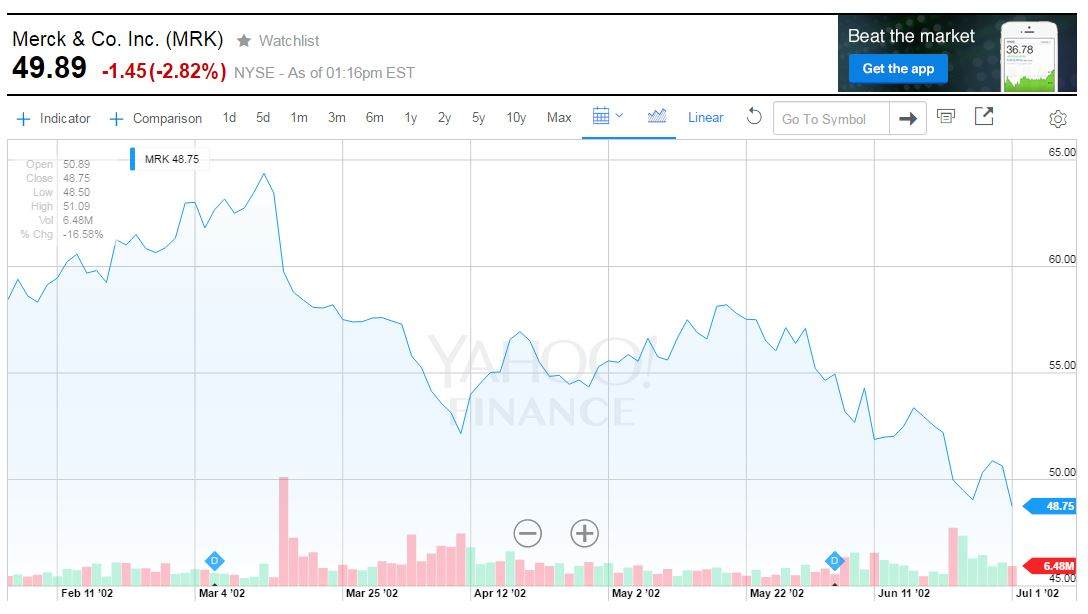 Merck & Co. Inc. (MRK) ★ Watchlist
49.89 -1.45(-2.82%) NYSE - As of 01:16pm EST
Beat the market
Get the app
36.78
+ Indicator + Comparison 1d 5d 1m 3m 6m 1y 2y 5y 10y Max Linear Go To Symbol
MRK 48.75
Open 50.89
Close 48.75
Low 48.50
High 51.09
Vol 6.48M
% Chg -16.58%
65.00
60.00
55.00
50.00
48.75
6.48M
45.00
YAHOO!
FINANCE
D
D
Feb 11 '02 Mar 4 '02 Mar 25 '02 Apr 12 '02 May 2 '02 May 22 '02 Jun 11 '02 Jul 1 '02